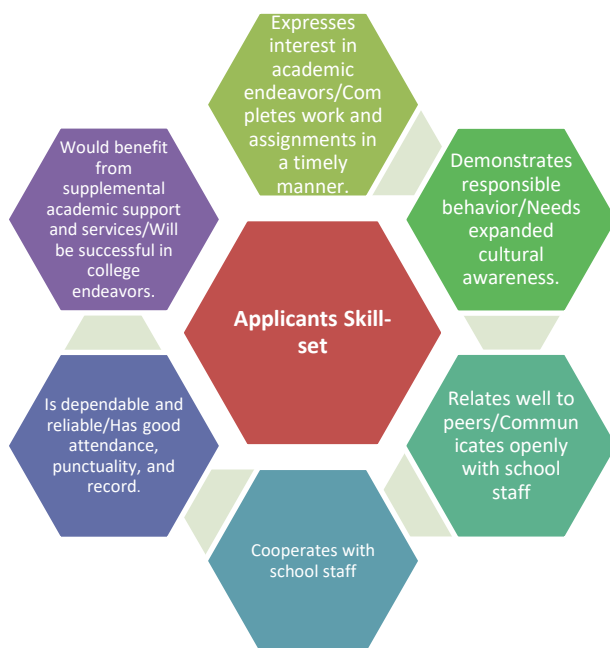 Expresses
interest in
academic
endeavors/Com
pletes work and
assignments in
a timely
manner.
Demonstrates
responsible
behavior/Needs
expanded
cultural
awareness.
Relates well to
peers/Commun
icates openly
with school
staff
Cooperates with
school staff
Is dependable and
reliable/Has good
attendance,
punctuality, and
record.
Would benefit
from
supplemental
academic support
and services/Will
be successful in
college
endeavors.
Applicants Skill-
set